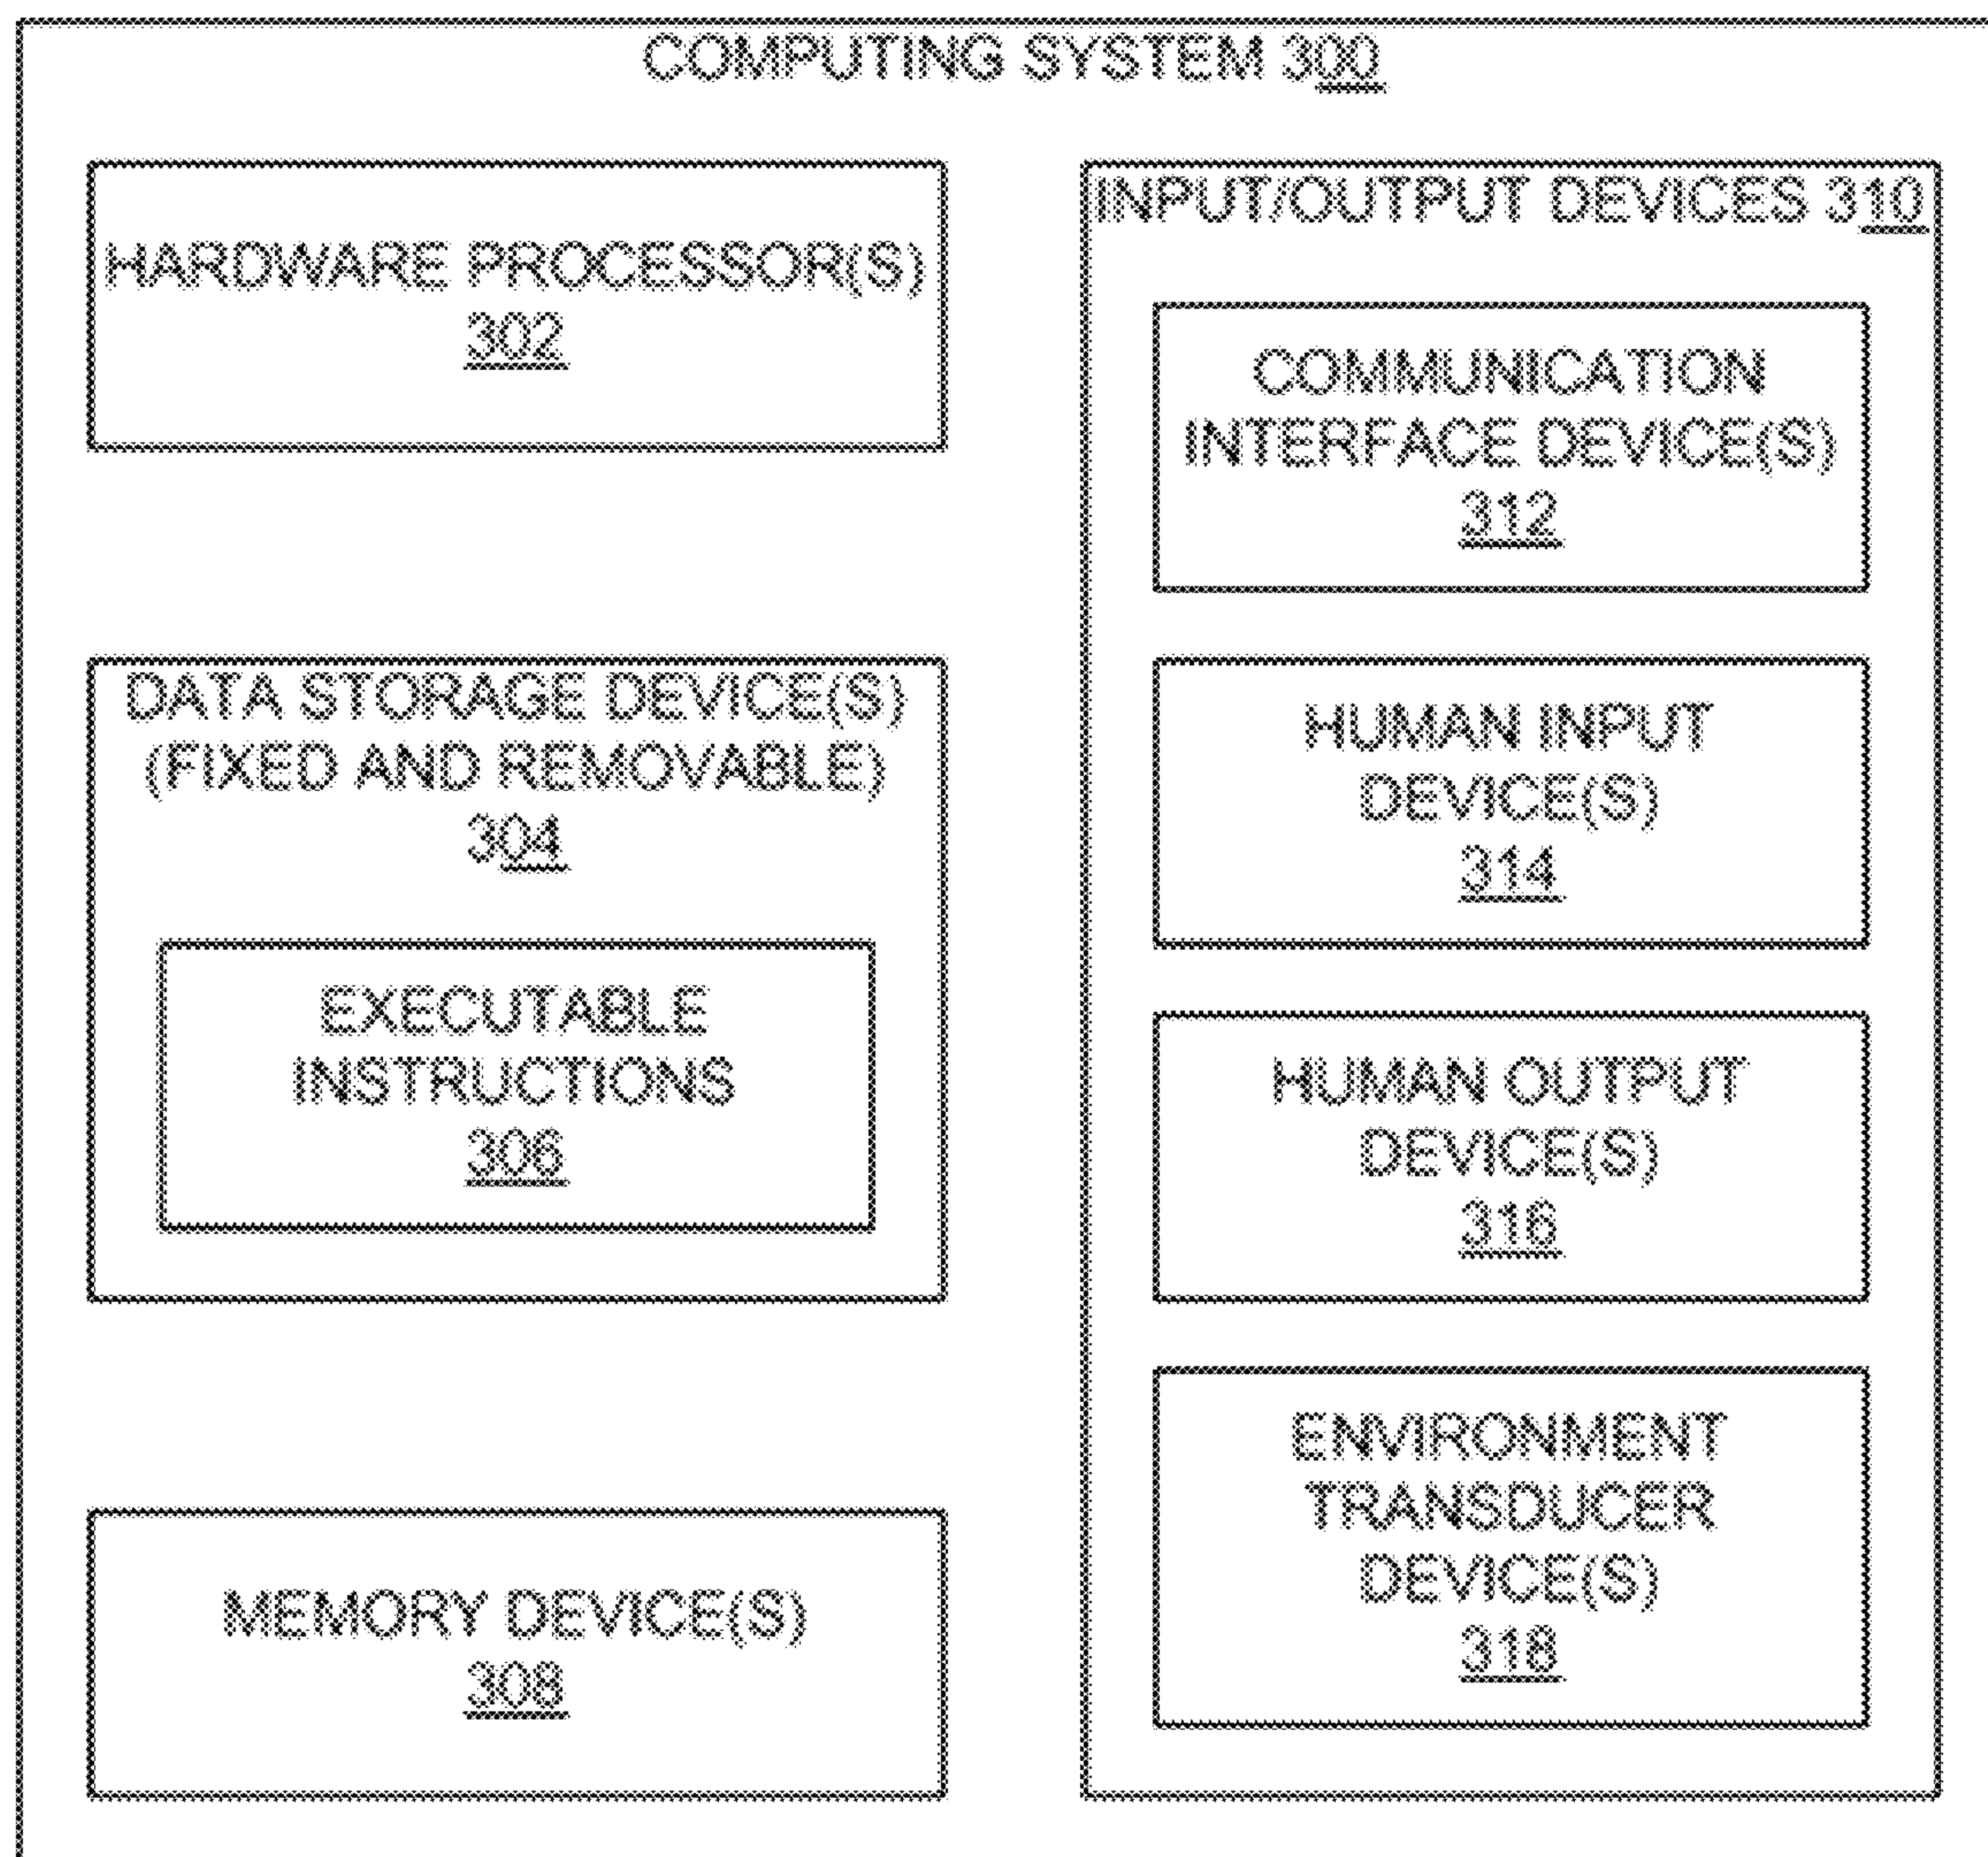 COMPUTING SYSTEM 300
HARDWARE PROCESSOR(S)
302
DATA STORAGE DEVICE(S)
(FIXED AND REMOVABLE)
304
EXECUTABLE
INSTRUCTIONS
306
MEMORY DEVICE(S)
308
INPUT/OUTPUT DEVICES 310
COMMUNICATION
INTERFACE DEVICE(S)
312
HUMAN INPUT
DEVICE(S)
314
HUMAN OUTPUT
DEVICE(S)
316
ENVIRONMENT
TRANSDUCER
DEVICE(S)
318